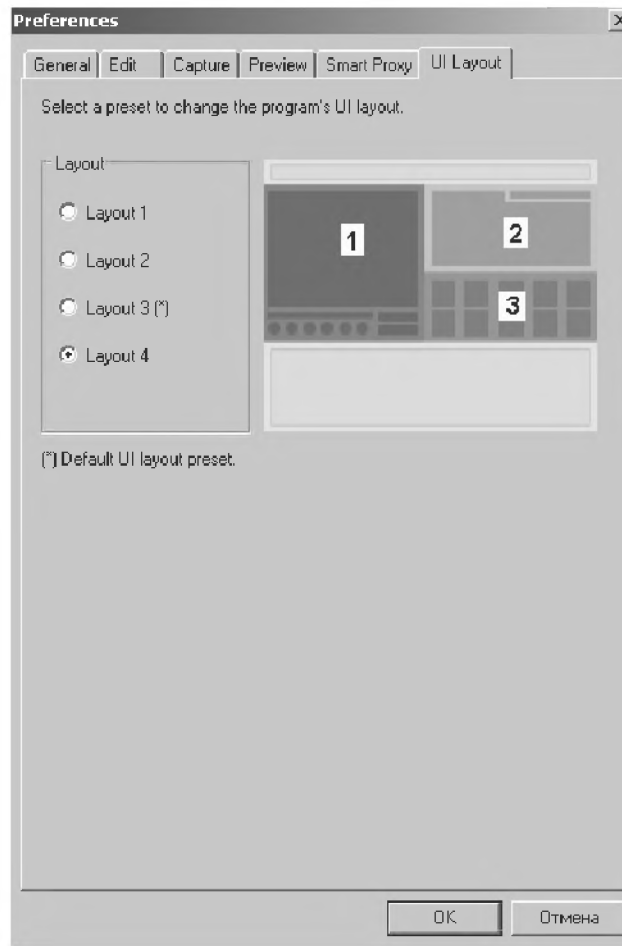 Preferences
General Edit Capture Preview Smart Proxy UI Layout
Select a preset to change the program's UI layout.
Layout
Layout 1
Layout 2
Layout 3 (*)
Layout 4
1
2
3
(*) Default UI layout preset.
OK Отмена